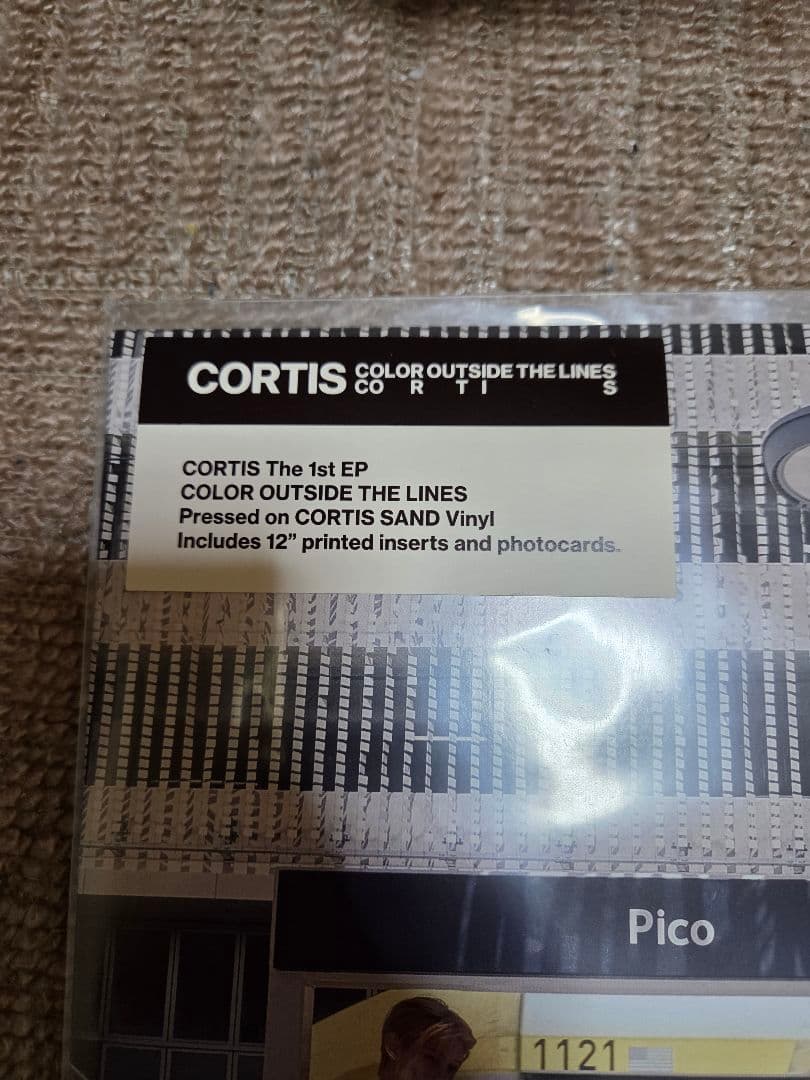 CORTIS COLOR OUTSIDE THE LINES
CO R T I S
CORTIS The 1st EP
COLOR OUTSIDE THE LINES
Pressed on CORTIS SAND Vinyl
Includes 12” printed inserts and photocards.
Pico
1121